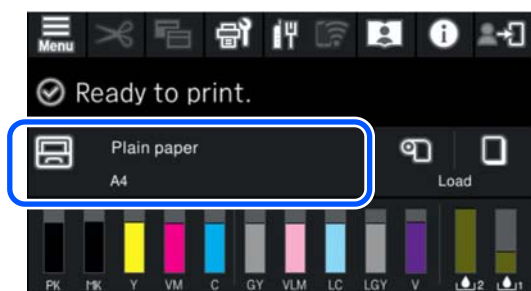 Menu
Ready to print.
Plain paper
A4
Load
PK MK Y VM C GY VLM LC LGY V 2 1